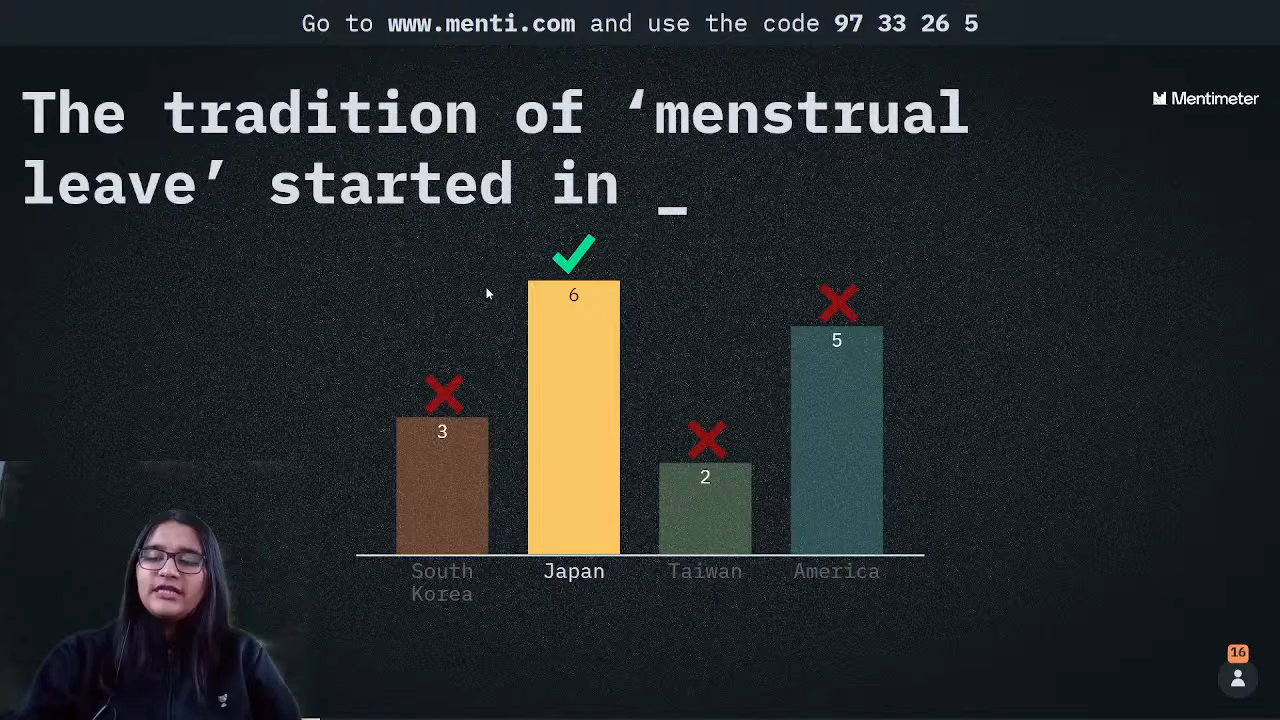 Go to www.menti.com and use the code 97 33 26 5
The tradition of ‘menstrual
leave’ started in _
Mentimeter
3
6
2
5
South
Korea
Japan
Taiwan
America
16